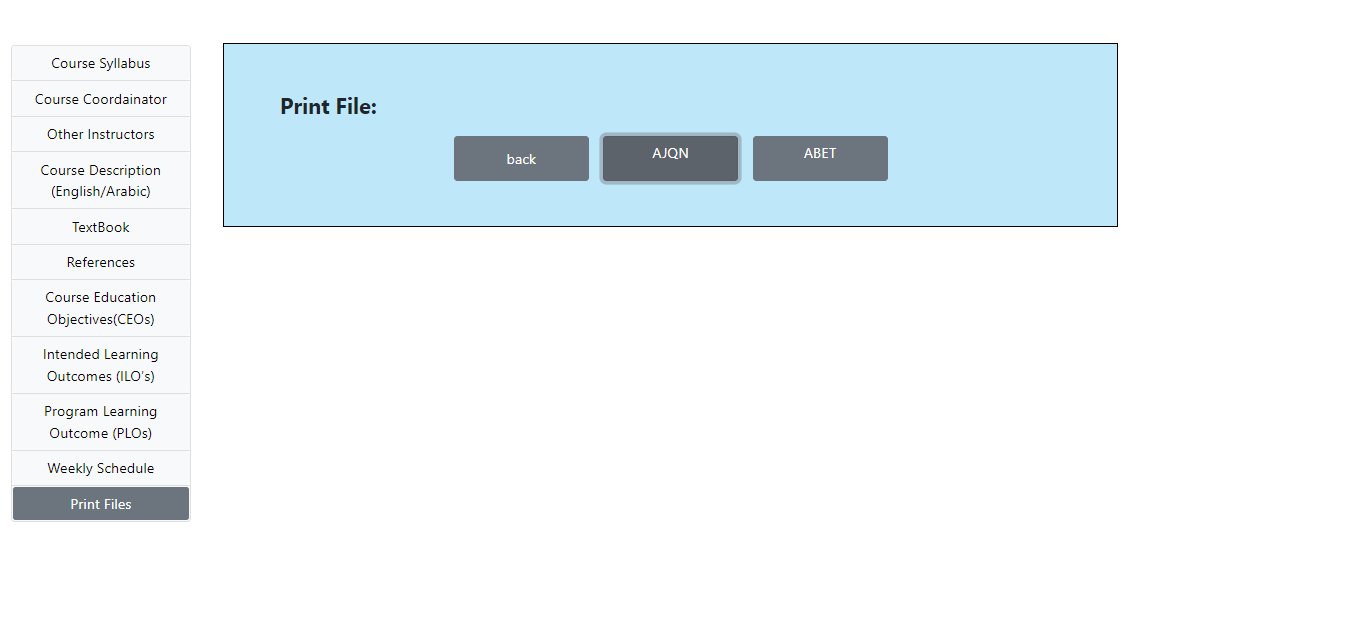 Course Syllabus
Course Coordainator
Other Instructors
Course Description
(English/Arabic)
TextBook
References
Course Education
Objectives(CEOs)
Intended Learning
Outcomes (ILO's)
Program Learning
Outcome (PLOs)
Weekly Schedule
Print Files
Print File:
back
AJQN
ABET